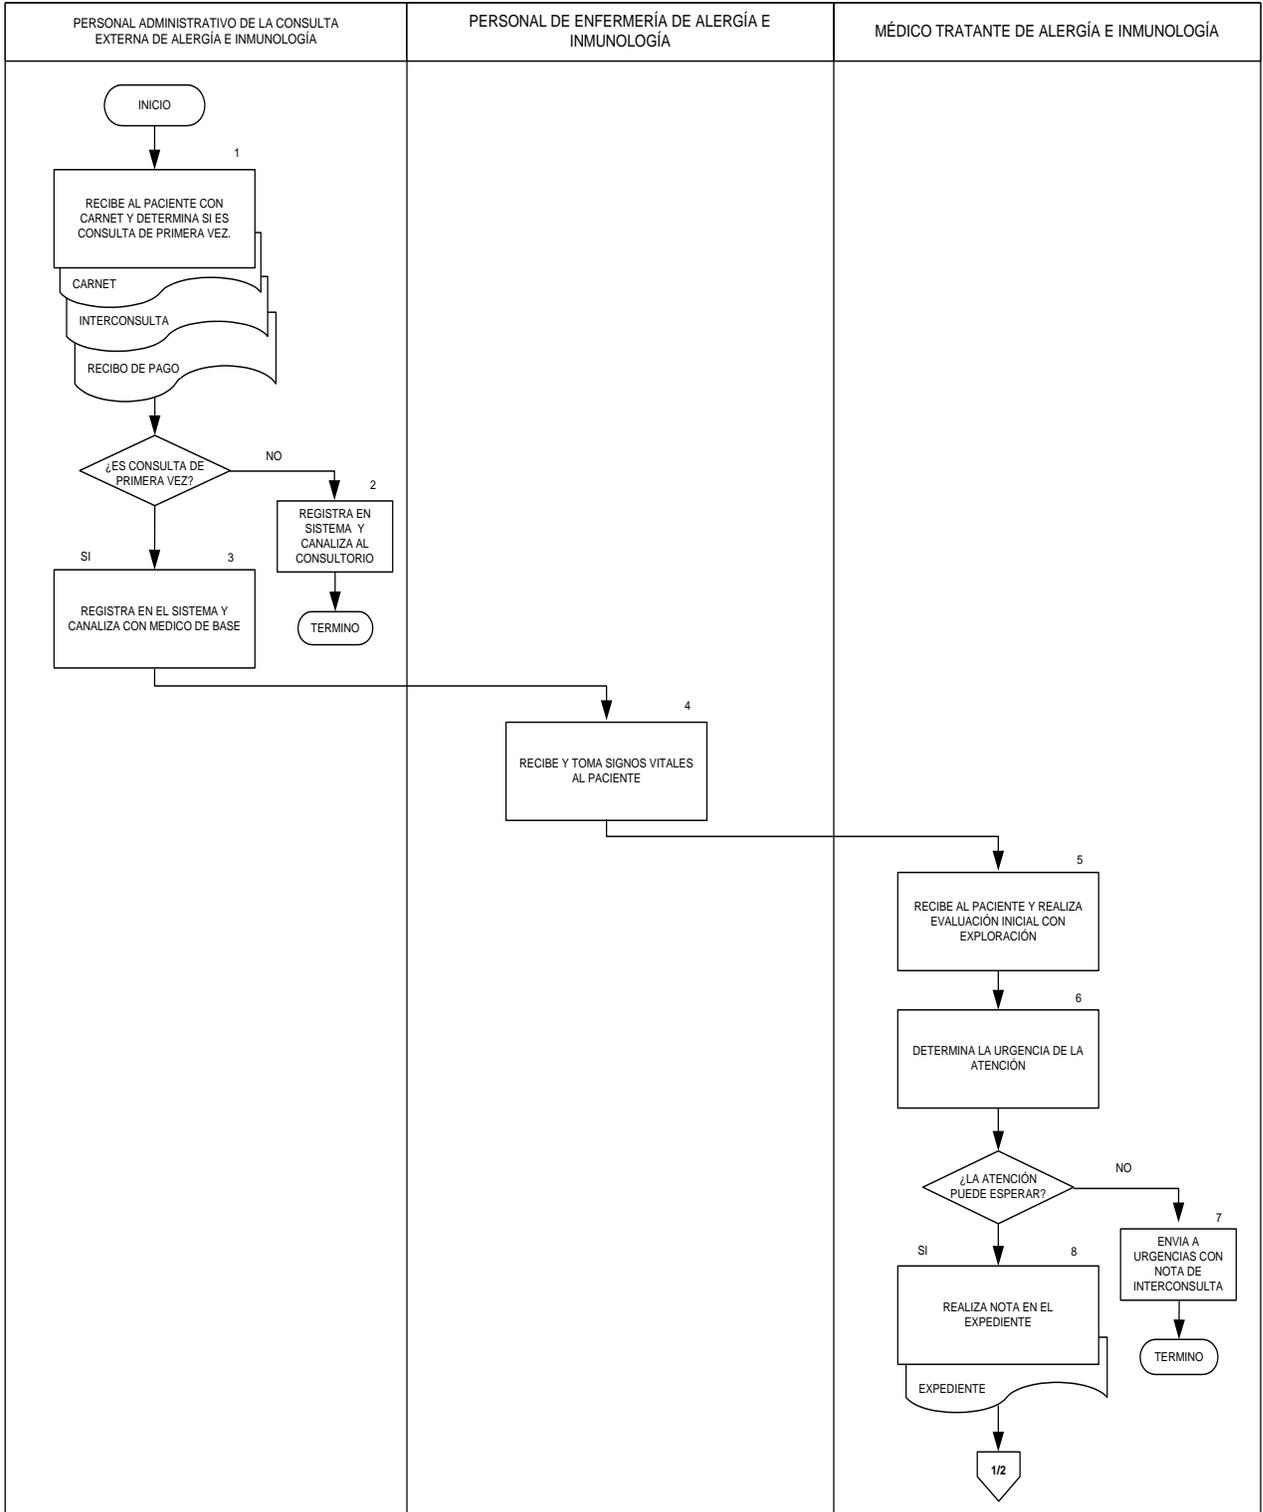 PERSONAL ADMINISTRATIVO DE LA CONSULTA
EXTERNA DE ALERGÍA E INMUNOLOGÍA
PERSONAL DE ENFERMERÍA DE ALERGÍA E
INMUNOLOGÍA
MÉDICO TRATANTE DE ALERGÍA E INMUNOLOGÍA
INICIO
1
RECIBE AL PACIENTE CON
CARNET Y DETERMINA SI ES
CONSULTA DE PRIMERA VEZ.
CARNET
INTERCONSULTA
RECIBO DE PAGO
¿ES CONSULTA DE
PRIMERA VEZ?
NO
2
REGISTRA EN
SISTEMA Y
CANALIZA AL
CONSULTORIO
TERMINO
SI
3
REGISTRA EN EL SISTEMA Y
CANALIZA CON MEDICO DE BASE
4
RECIBE Y TOMA SIGNOS VITALES
AL PACIENTE
5
RECIBE AL PACIENTE Y REALIZA
EVALUACIÓN INICIAL CON
EXPLORACIÓN
6
DETERMINA LA URGENCIA DE LA
ATENCIÓN
¿LA ATENCIÓN
PUEDE ESPERAR?
NO
7
ENVIA A
URGENCIAS CON
NOTA DE
INTERCONSULTA
TERMINO
SI
8
REALIZA NOTA EN EL
EXPEDIENTE
EXPEDIENTE
1/2